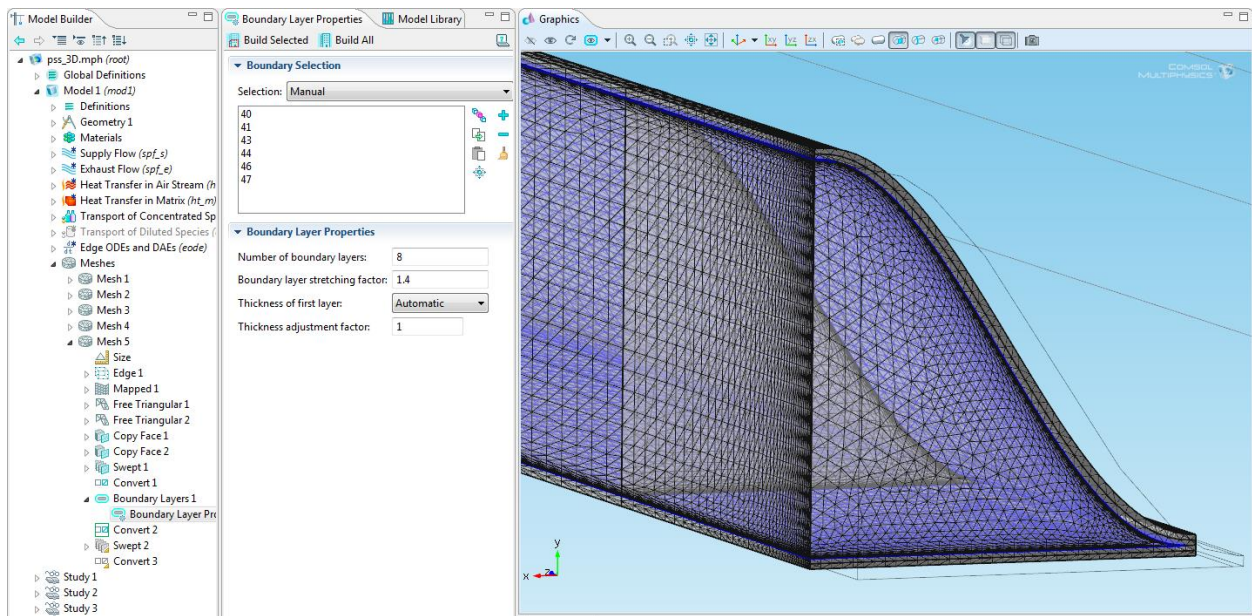 Model Builder
pss_3D.mph (root)
Global Definitions
Model 1 (mod1)
Definitions
Geometry 1
Materials
Supply Flow (spf_s)
Exhaust Flow (spf_e)
Heat Transfer in Air Stream (h
Heat Transfer in Matrix (ht_m)
Transport of Concentrated Sp
Transport of Diluted Species (
Edge ODEs and DAEs (eode)
Meshes
Mesh 1
Mesh 2
Mesh 3
Mesh 4
Mesh 5
Size
Edge 1
Mapped 1
Free Triangular 1
Free Triangular 2
Copy Face 1
Copy Face 2
Swept 1
Convert 1
Boundary Layers 1
Boundary Layer Pro
Convert 2
Swept 2
Convert 3
Study 1
Study 2
Study 3
Boundary Layer Properties Model Library
Build Selected Build All
Boundary Selection
Selection: Manual
40
41
43
44
46
47
Boundary Layer Properties
Number of boundary layers: 8
Boundary layer stretching factor: 1.4
Thickness of first layer: Automatic
Thickness adjustment factor: 1
Graphics
xy yz zx
COMSOL
MULTIPHYSICS
y
x z